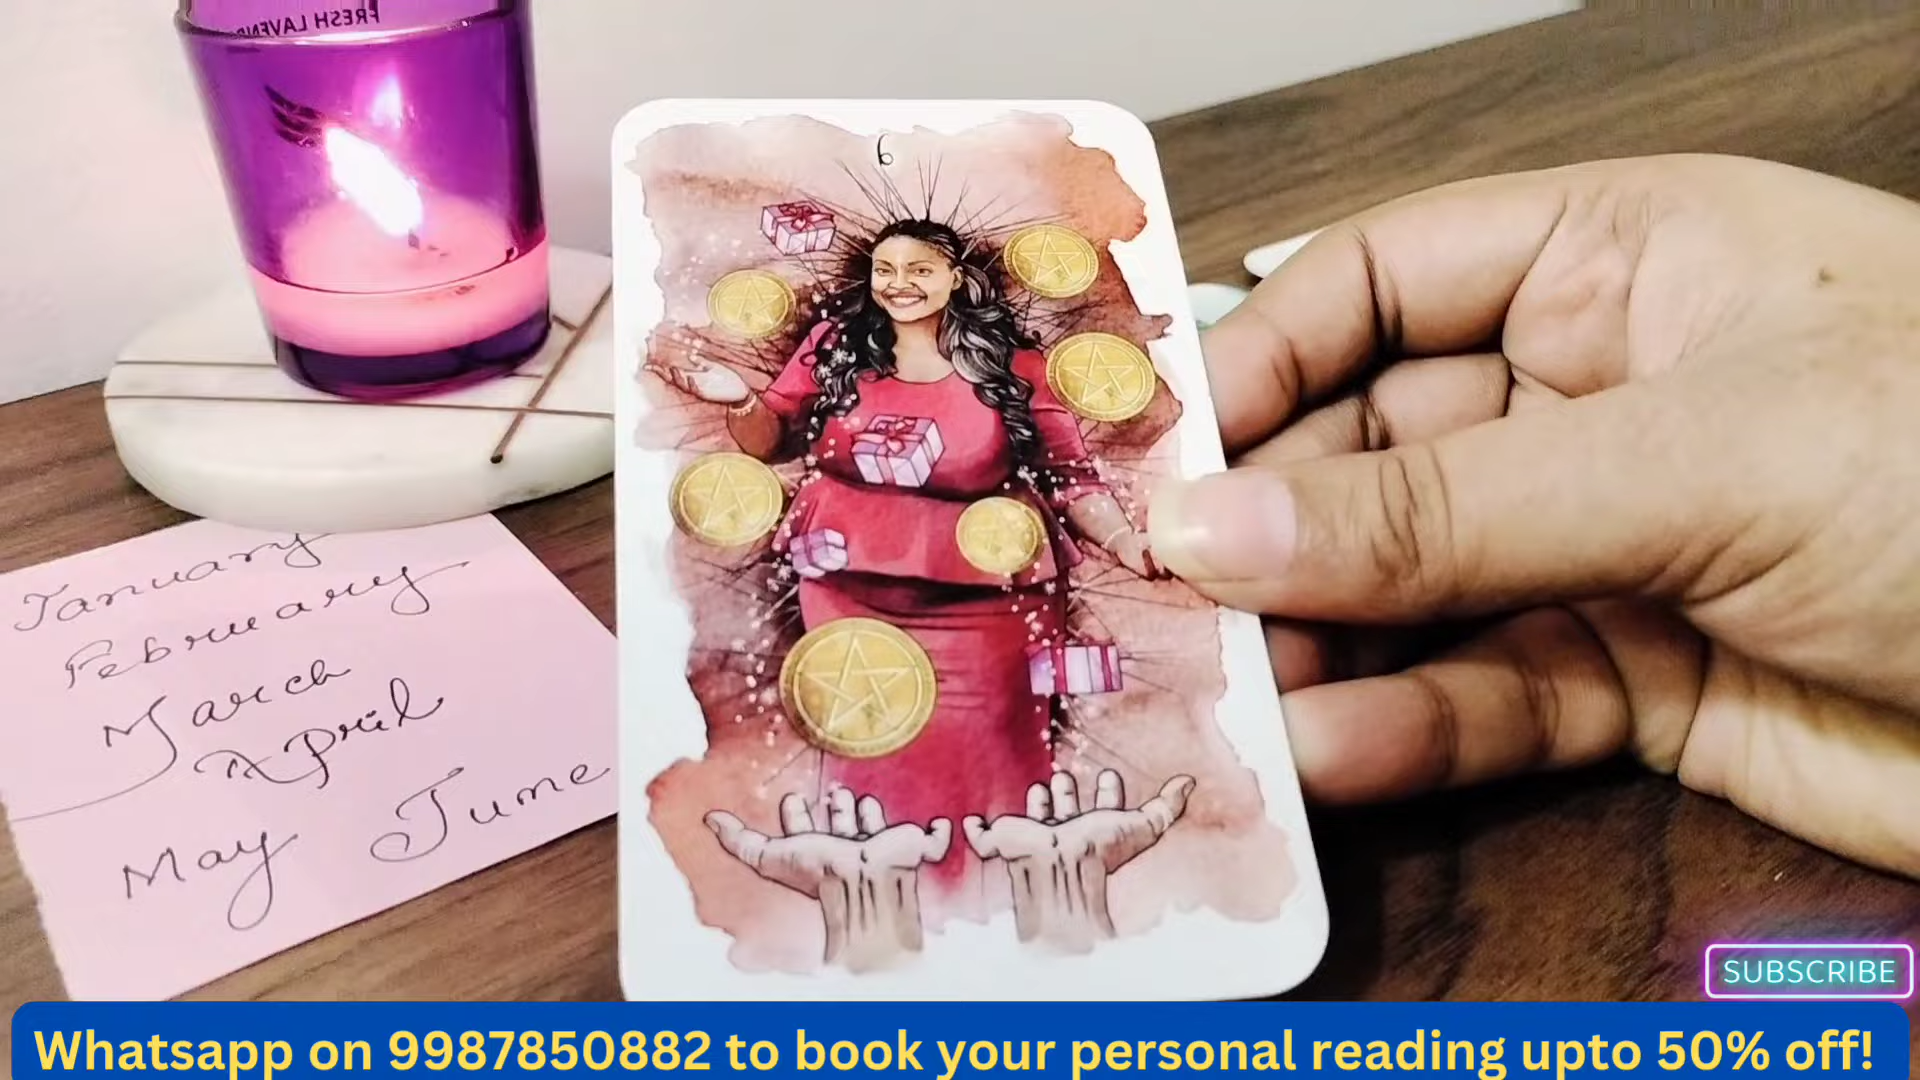 FRESH LAVEN
6
January
February
March
April
May June
SUBSCRIBE
Whatsapp on 9987850882 to book your personal reading upto 50% off!